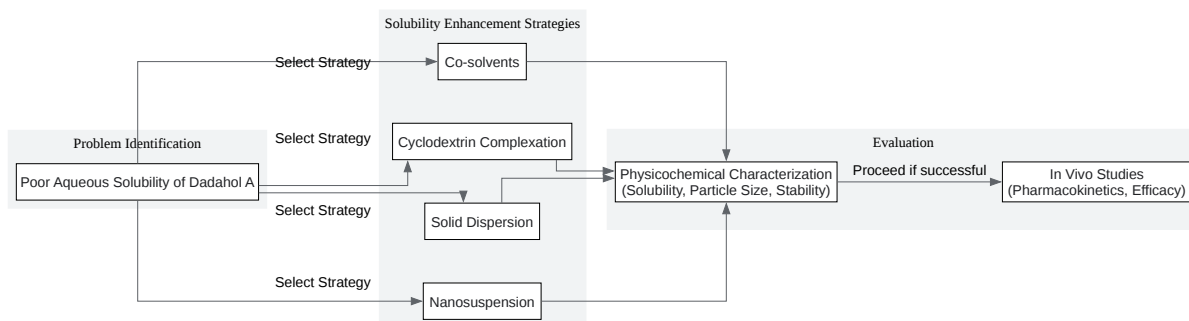 Solubility Enhancement Strategies
Select Strategy
Co-solvents
Problem Identification
Select Strategy
Cyclodextrin Complexation
Evaluation
Poor Aqueous Solubility of Dadahol A
Physicochemical Characterization
(Solubility, Particle Size, Stability)
Proceed if successful
In Vivo Studies
(Pharmacokinetics, Efficacy)
Select Strategy
Solid Dispersion
Select Strategy
Nanosuspension